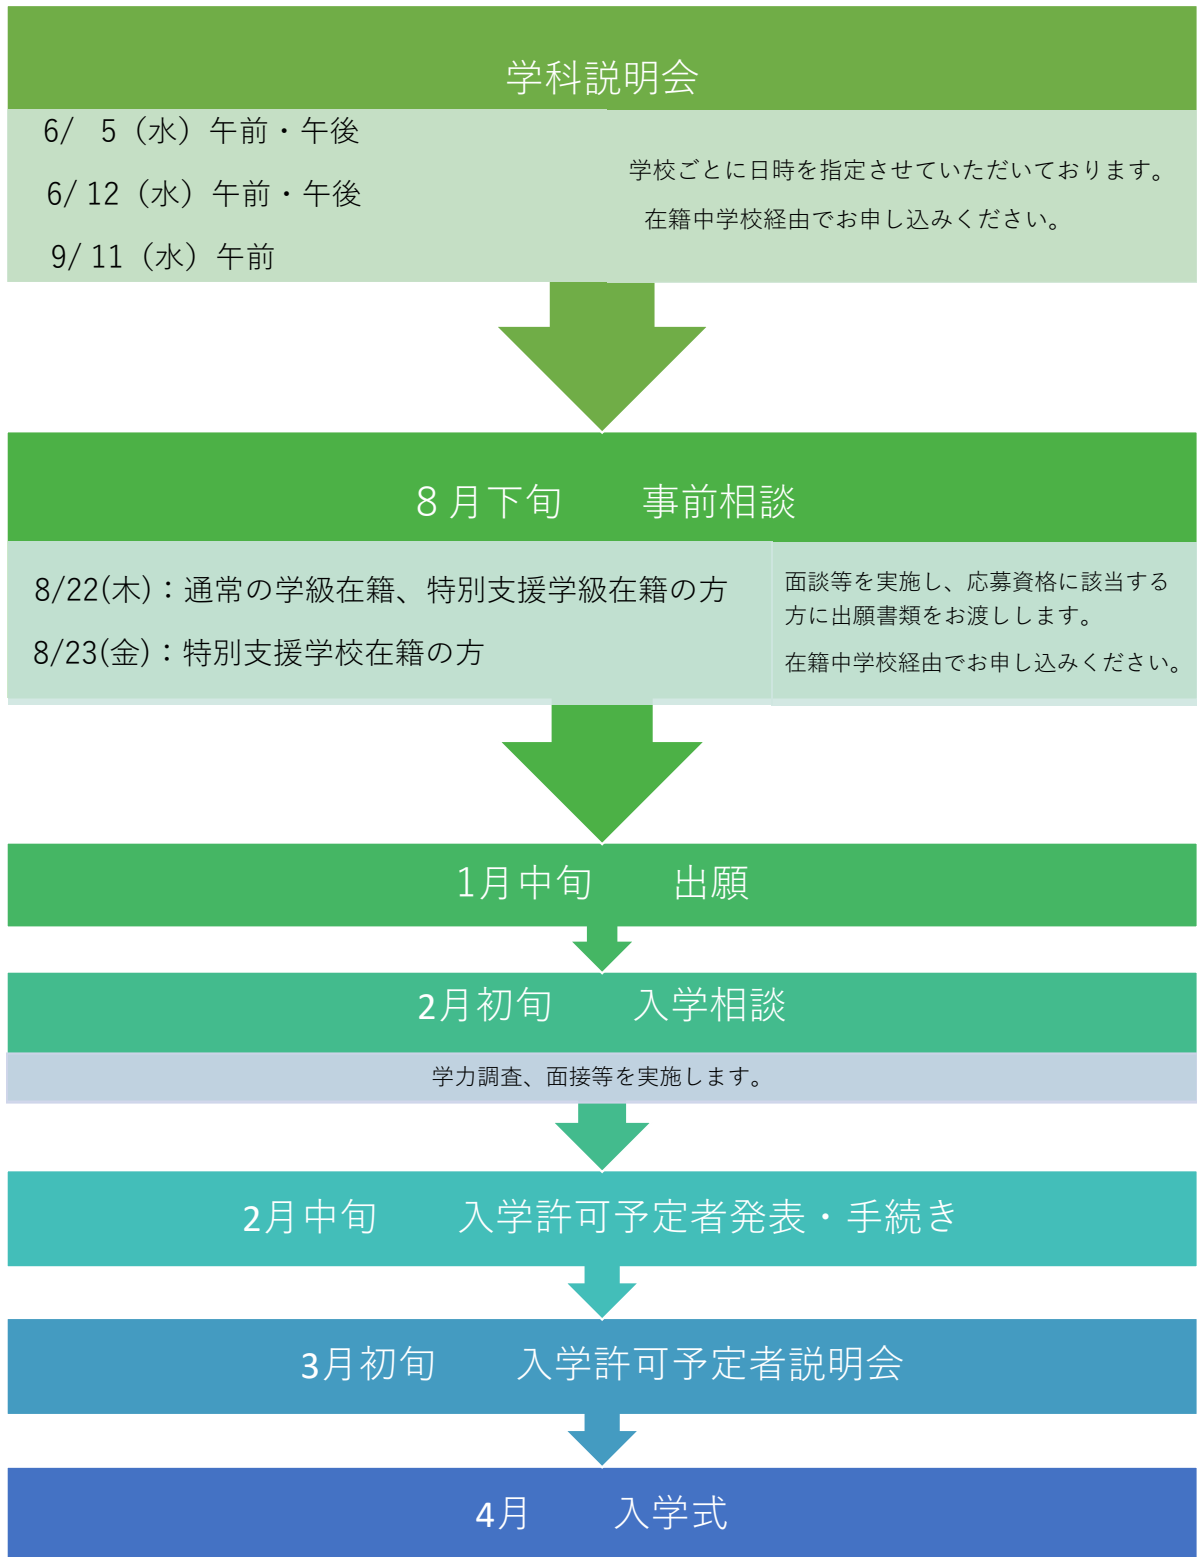 学科説明会
6/ 5（水）午前・午後
6/ 12（水）午前・午後
9/ 11（水）午前
学校ごとに日時を指定させていただいております。
在籍中学校経由でお申し込みください。
8月下旬　　事前相談
8/22(木)：通常の学級在籍、特別支援学級在籍の方
8/23(金)：特別支援学校在籍の方
面談等を実施し、応募資格に該当する
方に出願書類をお渡しします。
在籍中学校経由でお申し込みください。
1月中旬　　出願
2月初旬　　入学相談
学力調査、面接等を実施します。
2月中旬　　入学許可予定者発表・手続き
3月初旬　　入学許可予定者説明会
4月　　入学式